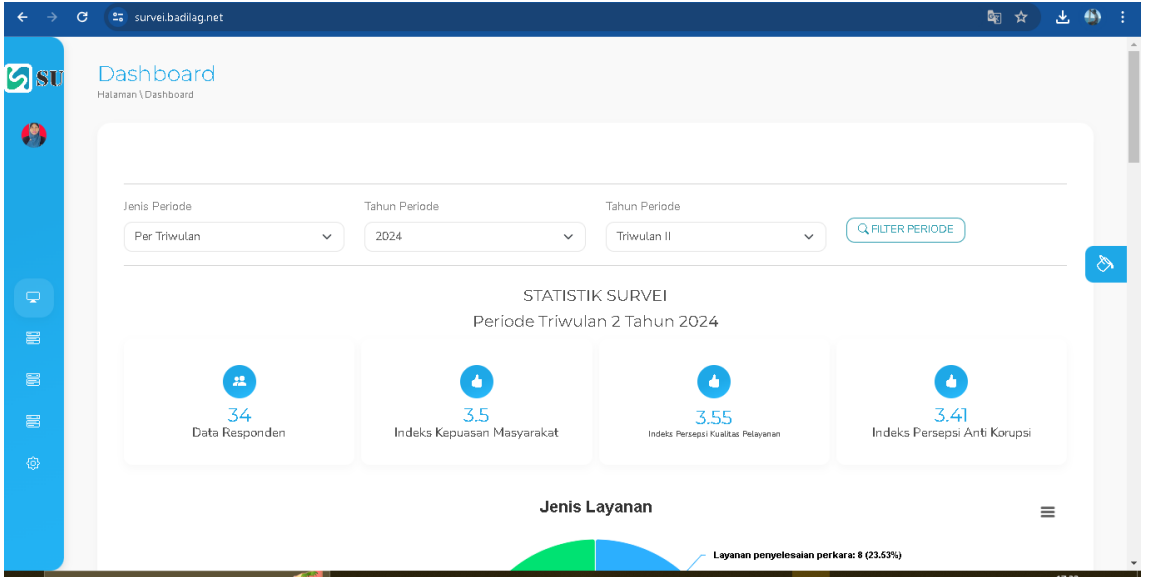 survei.badilag.net
SU
Dashboard
Halaman \ Dashboard
Jenis Periode
Tahun Periode
Tahun Periode
Per Triwulan
2024
Triwulan II
FILTER PERIODE
STATISTIK SURVEI
Periode Triwulan 2 Tahun 2024
34
Data Responden
3.5
Indeks Kepuasan Masyarakat
3.55
Indeks Persepsi Kualitas Pelayanan
3.41
Indeks Persepsi Anti Korupsi
Jenis Layanan
Layanan penyelesaian perkara: 8 (23.53%)